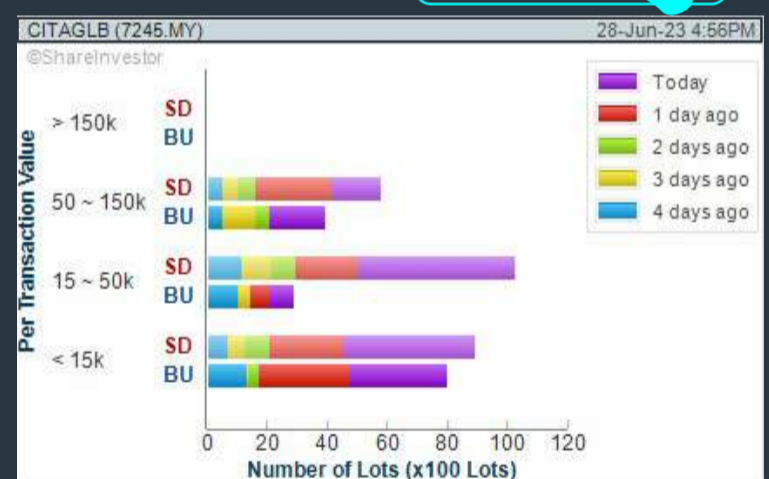 CITAGLB (7245.MY) 28-Jun-23 4:56PM
©ShareInvestor
Today
1 day ago
2 days ago
3 days ago
4 days ago
Per Transaction Value
> 150k
SD
BU
50 ~ 150k
SD
BU
15 ~ 50k
SD
BU
< 15k
SD
BU
0 20 40 60 80 100 120
Number of Lots (x100 Lots)